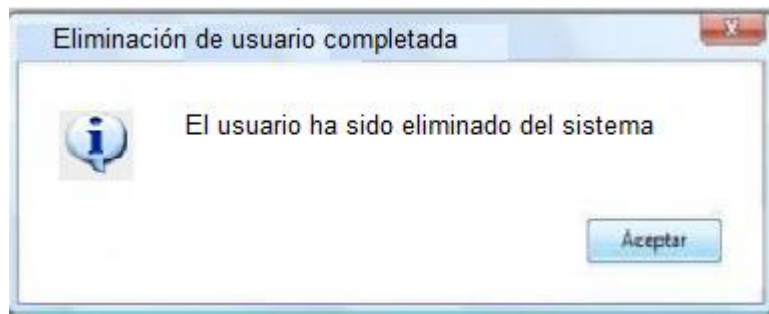 Eliminación de usuario completada
El usuario ha sido eliminado del sistema
Aceptar